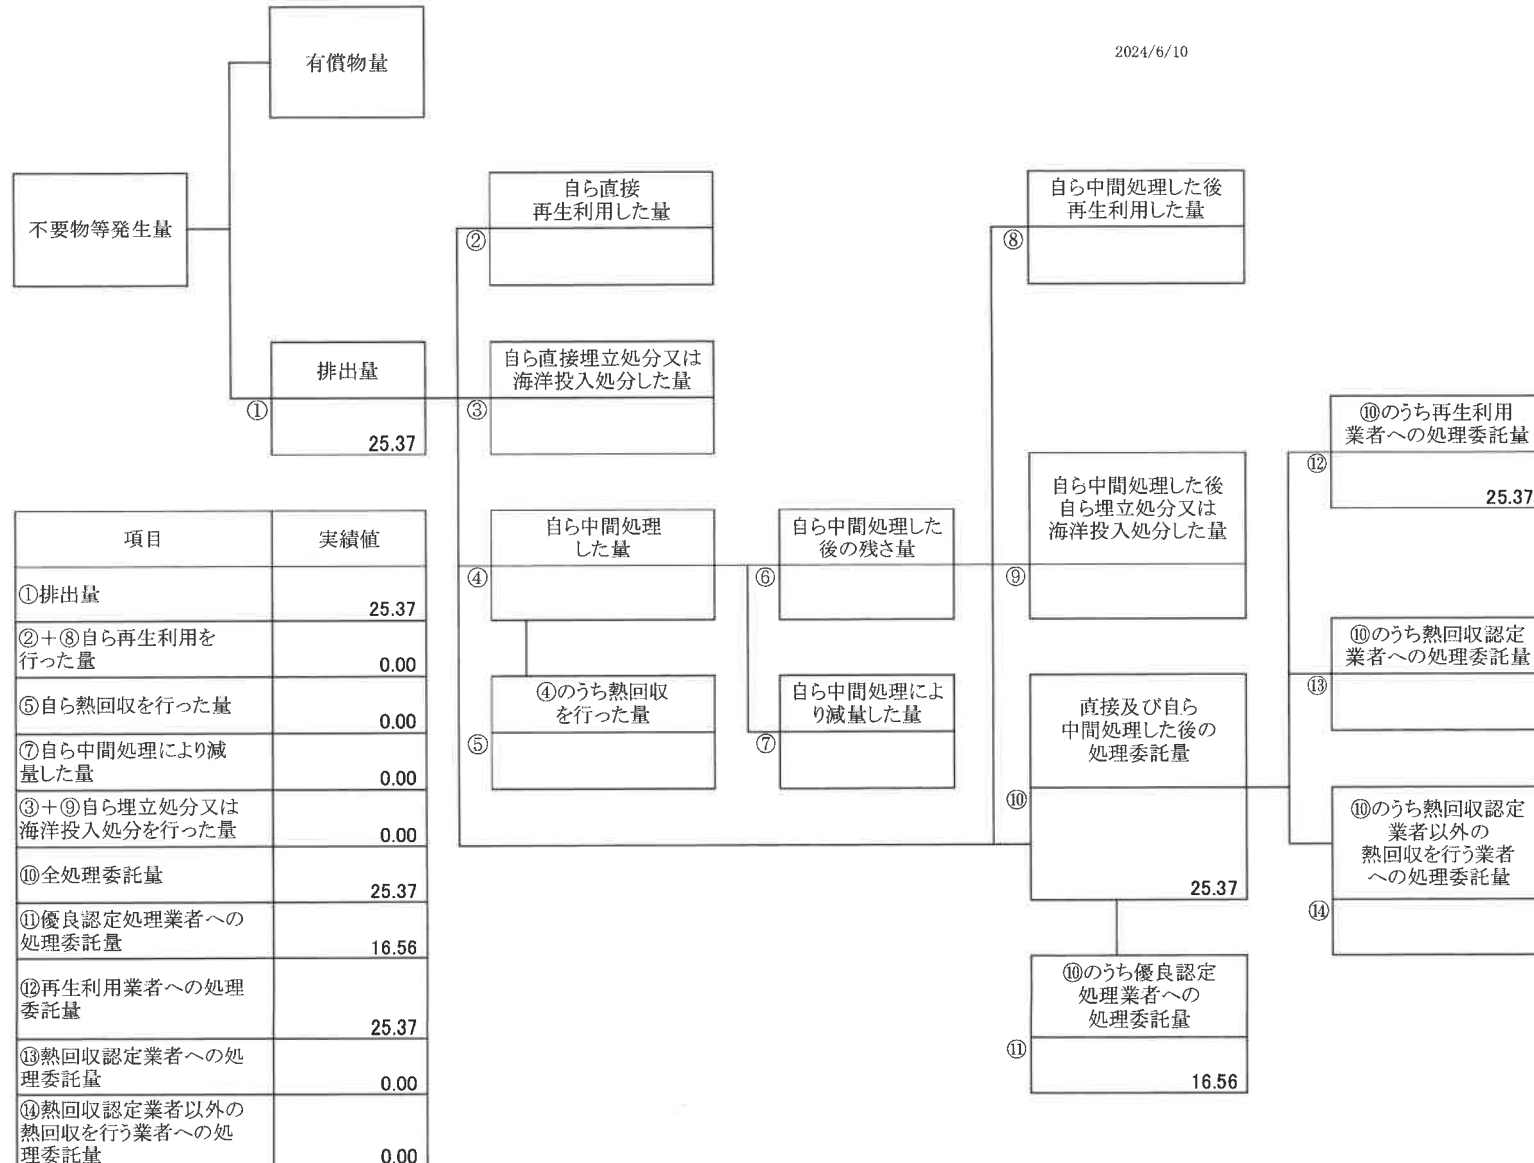 有償物量
2024/6/10
不要物等発生量
自ら直接
再生利用した量
②
自ら中間処理した後
再生利用した量
⑧
排出量
①
25.37
自ら直接埋立処分又は
海洋投入処分した量
③
⑩のうち再生利用
業者への処理委託量
⑫
25.37
自ら中間処理
した量
④
自ら中間処理した
後の残さ量
⑥
自ら中間処理した後
自ら埋立処分又は
海洋投入処分した量
⑨
⑩のうち熱回収認定
業者への処理委託量
⑬
④のうち熱回収
を行った量
⑤
自ら中間処理によ
り減量した量
⑦
直接及び自ら
中間処理した後の
処理委託量
⑩
25.37
⑩のうち熱回収認定
業者以外の
熱回収を行う業者
への処理委託量
⑭
⑩のうち優良認定
処理業者への
処理委託量
⑪
16.56
項目
実績値
①排出量
25.37
②+⑧自ら再生利用を
行った量
0.00
⑤自ら熱回収を行った量
0.00
⑦自ら中間処理により減
量した量
0.00
③+⑨自ら埋立処分又は
海洋投入処分を行った量
0.00
⑩全処理委託量
25.37
⑪優良認定処理業者への
処理委託量
16.56
⑫再生利用業者への処理
委託量
25.37
⑬熱回収認定業者への処
理委託量
0.00
⑭熱回収認定業者以外の
熱回収を行う業者への処
理委託量
0.00